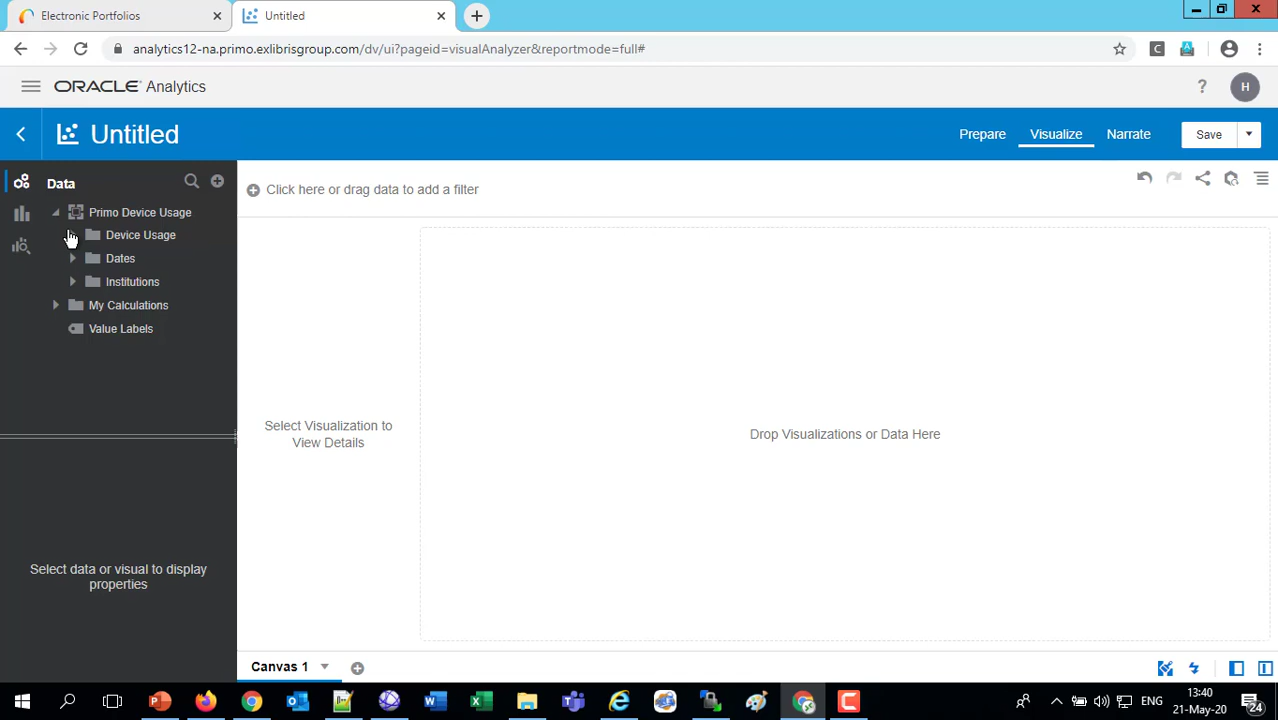 Electronic Portfolios
Untitled
analytics12-na.primo.exlibrisgroup.com/dv/ui?pageid=visualAnalyzer&reportmode=full#
ORACLE Analytics
? H
Untitled
Prepare Visualize Narrate Save
Data
Click here or drag data to add a filter
Primo Device Usage
Device Usage
Dates
Institutions
My Calculations
Value Labels
Select Visualization to
View Details
Drop Visualizations or Data Here
Select data or visual to display
properties
Canvas 1
ENG
13:40
21-May-20
24